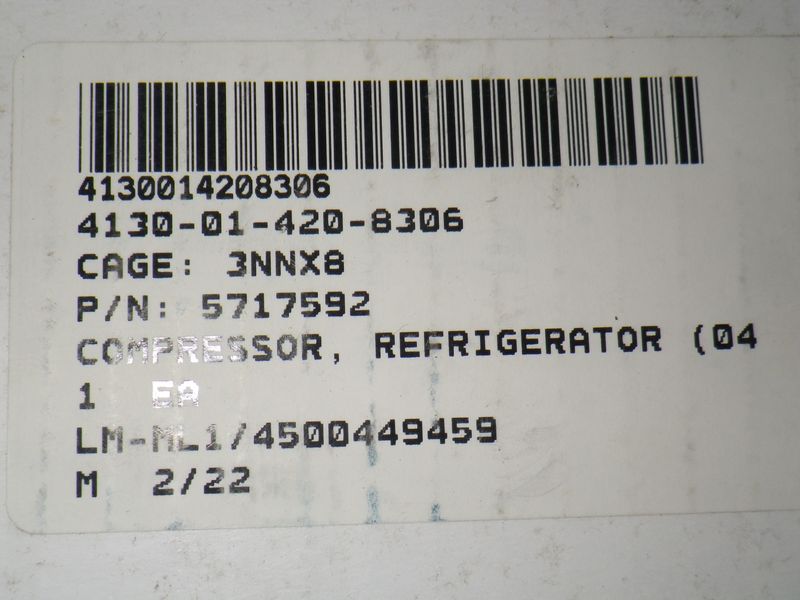 4130014208306
4130-01-420-8306
CAGE: 3NNX8
P/N: 5717592
COMPRESSOR, REFRIGERATOR (04
1 EA
LM-ML1/4500449459
M 2/22